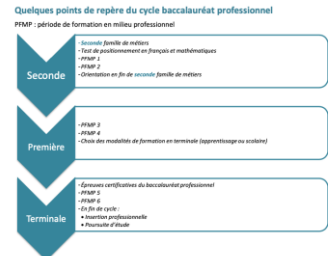 Quelques points de repère du cycle baccalauréat professionnel
PFMP : période de formation en milieu professionnel
Seconde
- Seconde famille de métiers
- Test de positionnement en français et mathématiques
- PFMP 1
- PFMP 2
- Orientation en fin de seconde famille de métiers
Première
- PFMP 3
- PFMP 4
- Choix des modalités de formation en terminale (apprentissage ou scolaire)
Terminale
- Épreuves certificatives du baccalauréat professionnel
- PFMP 5
- PFMP 6
- En fin de cycle :
• Insertion professionnelle
• Poursuite d'étude